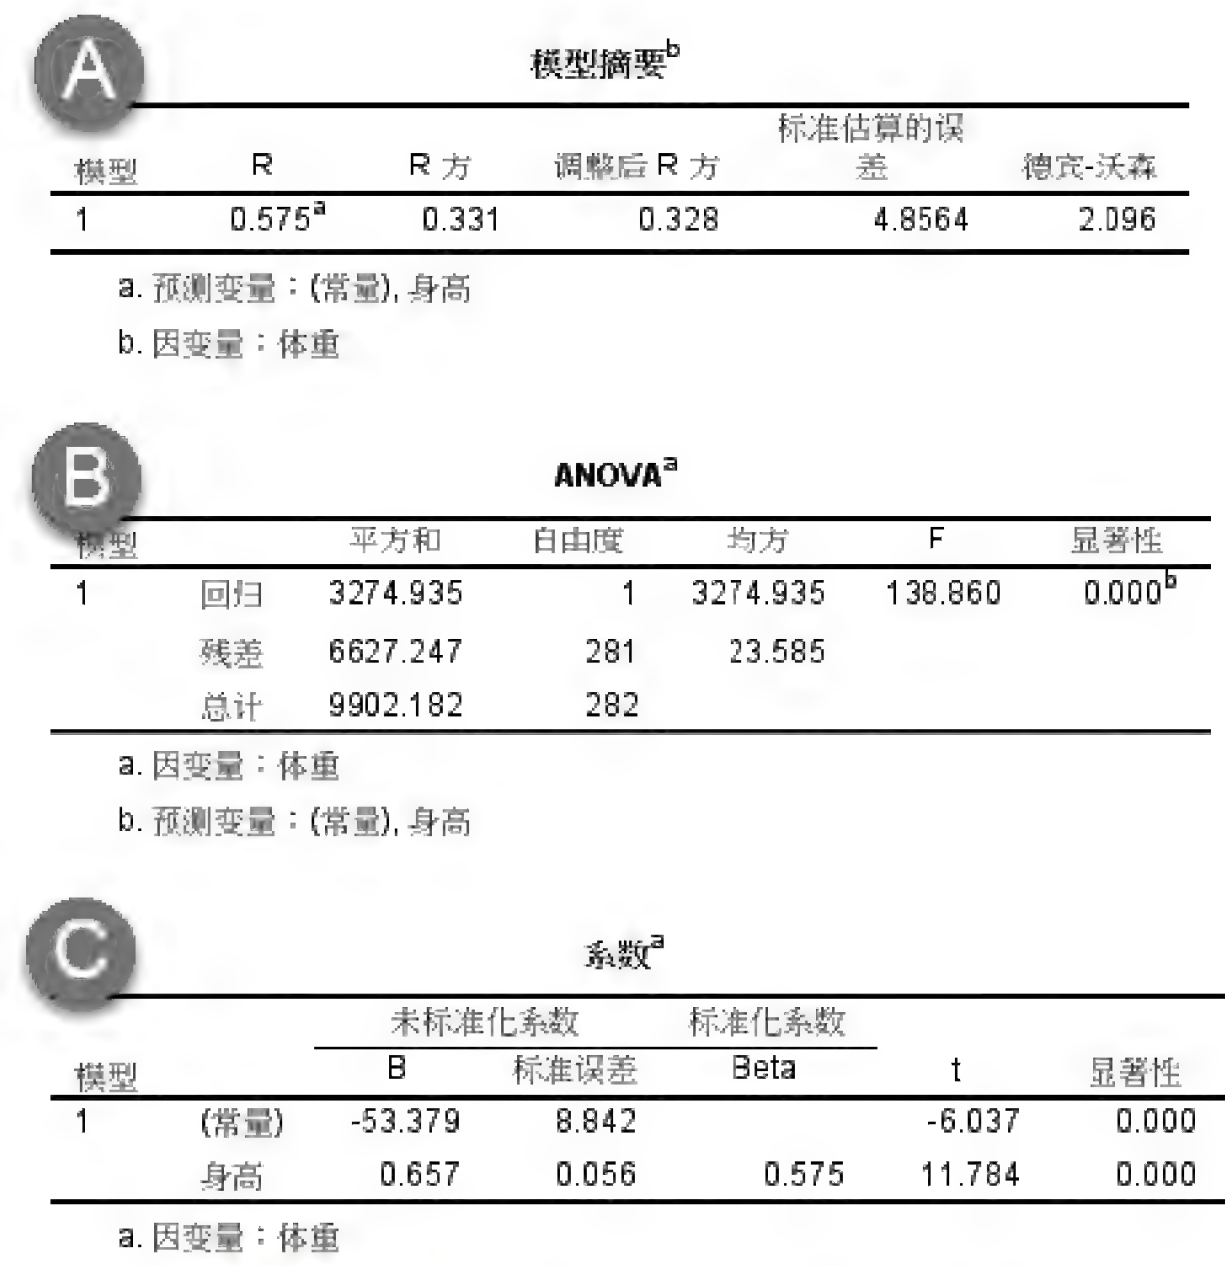 A
模型摘要b
模型 R R 方 调整后 R 方 标准估算的误差 德宾-沃森
1 0.575a 0.331 0.328 4.8564 2.096
a. 预测变量：(常量), 身高
b. 因变量：体重
B
ANOVAa
模型 平方和 自由度 均方 F 显著性
1 回归 3274.935 1 3274.935 138.860 0.000b
残差 6627.247 281 23.585
总计 9902.182 282
a. 因变量：体重
b. 预测变量：(常量), 身高
C
系数a
未标准化系数 标准化系数
模型 B 标准误差 Beta t 显著性
1 (常量) -53.379 8.842 -6.037 0.000
身高 0.657 0.056 0.575 11.784 0.000
a. 因变量：体重